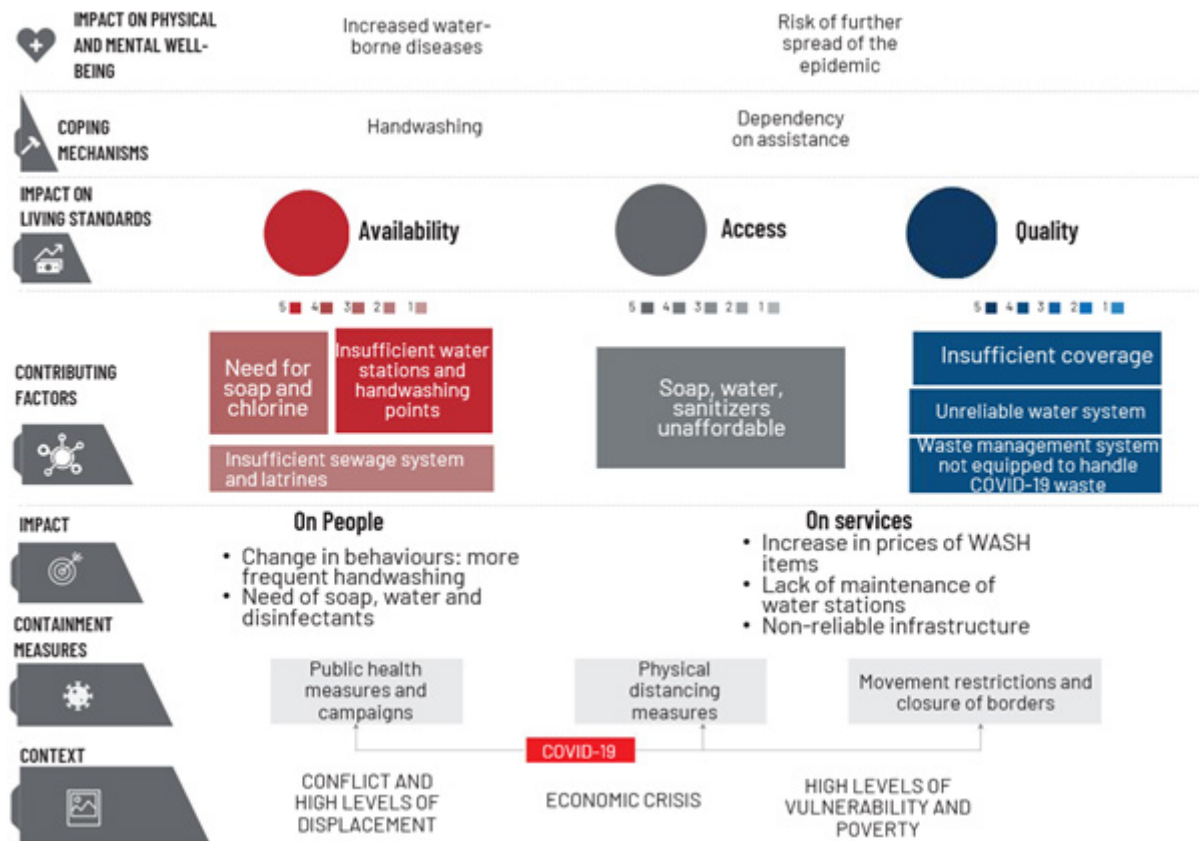 IMPACT ON PHYSICAL
AND MENTAL WELL-
BEING
Increased water-
borne diseases
Risk of further
spread of the
epidemic
COPING
MECHANISMS
Handwashing
Dependency
on assistance
IMPACT ON
LIVING STANDARDS
Availability
Access
Quality
5 4 3 2 1
5 4 3 2 1
5 4 3 2 1
CONTRIBUTING
FACTORS
Need for
soap and
chlorine
Insufficient water
stations and
handwashing
points
Insufficient sewage system
and latrines
Soap, water,
sanitizers
unaffordable
Insufficient coverage
Unreliable water system
Waste management system
not equipped to handle
COVID-19 waste
IMPACT
On People
• Change in behaviours: more
frequent handwashing
• Need of soap, water and
disinfectants
On services
• Increase in prices of WASH
items
• Lack of maintenance of
water stations
• Non-reliable infrastructure
CONTAINMENT
MEASURES
Public health
measures and
campaigns
Physical
distancing
measures
Movement restrictions and
closure of borders
COVID-19
CONTEXT
CONFLICT AND
HIGH LEVELS OF
DISPLACEMENT
ECONOMIC CRISIS
HIGH LEVELS OF
VULNERABILITY AND
POVERTY